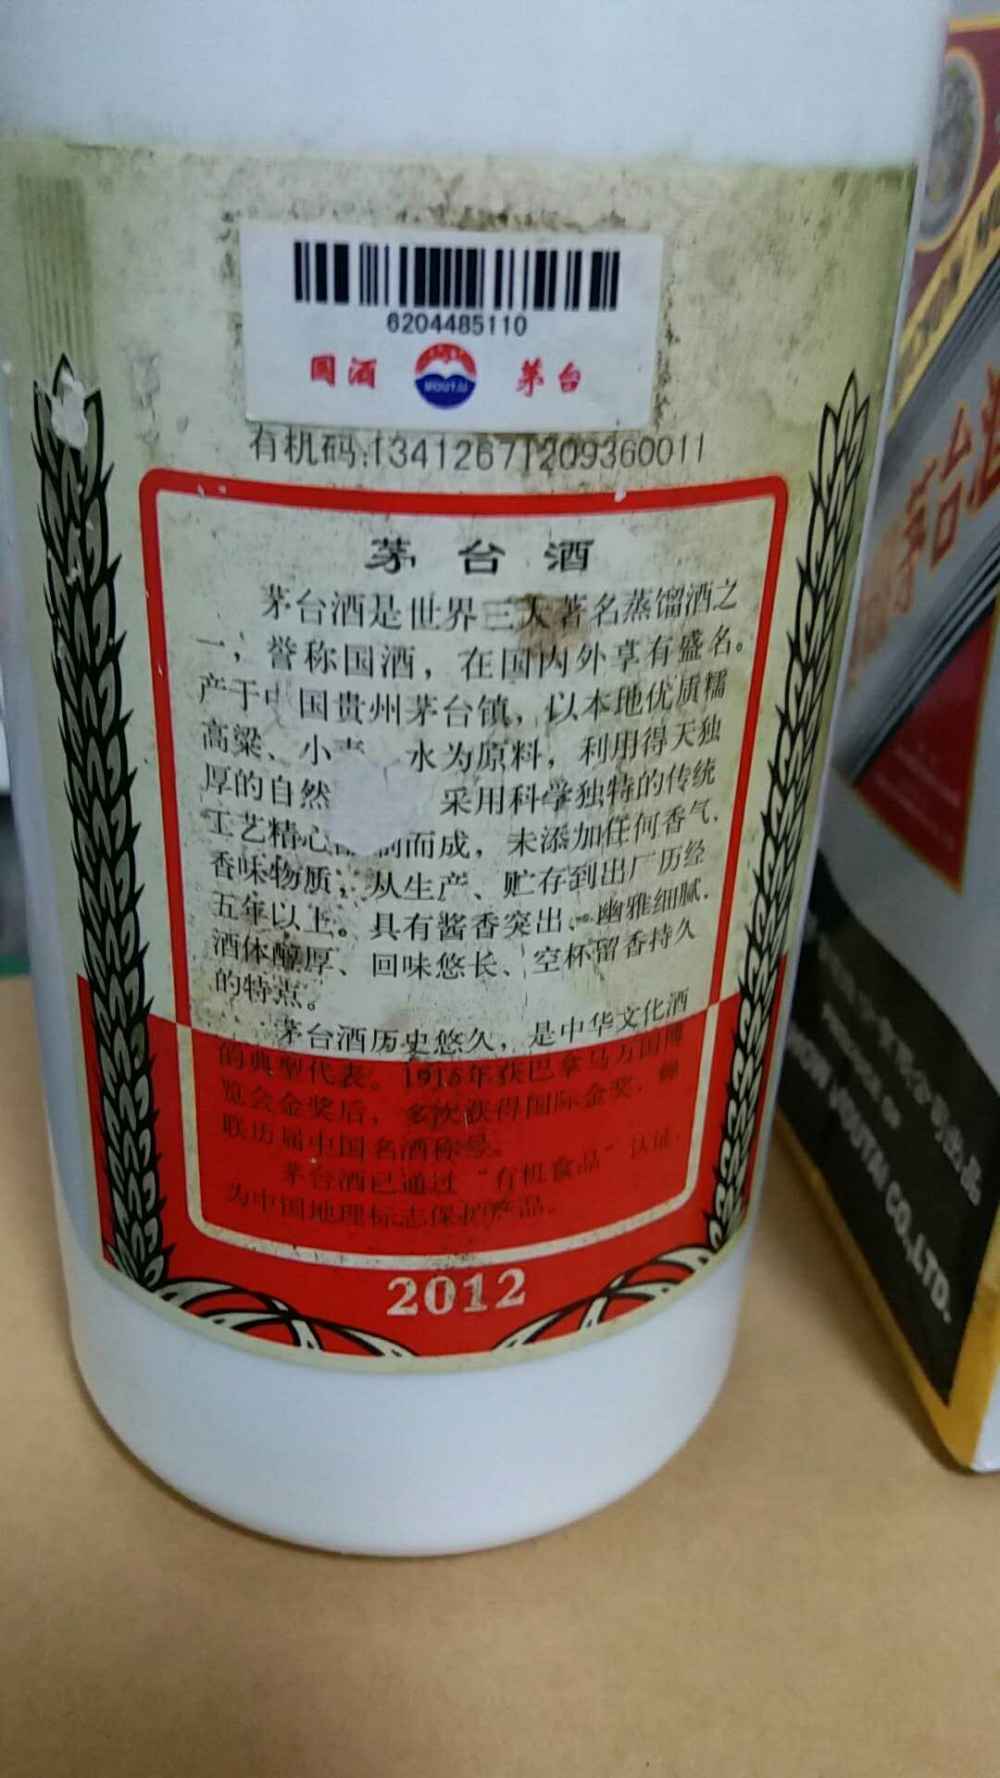 6204485110
国酒 MOUTAI 茅台
有机码:13412671209360011
茅台酒
茅台酒是世界三大著名蒸馏酒之
一，誉称国酒，在国内外享有盛名。
产于中国贵州茅台镇，以本地优质糯
高粱、小 水为原料，利用得天独
厚的自然 采用科学独特的传统
工艺精心 制而成，未添加任何香气、
香味物质；从生产、贮存到出厂历经
五年以上。具有酱香突出、幽雅细腻、
酒体醇厚、回味悠长、空杯留香持久
的特点。
茅台酒历史悠久，是中华文化酒
的典型代表。1915年获巴拿马万国博
览会金奖后，多次获得国际金奖，蝉
联历届中国名酒称号。
茅台酒已通过“有机食品”认证，
为中国地理标志保护产品。
2012
茅台
MOUTAI CO.,LTD.